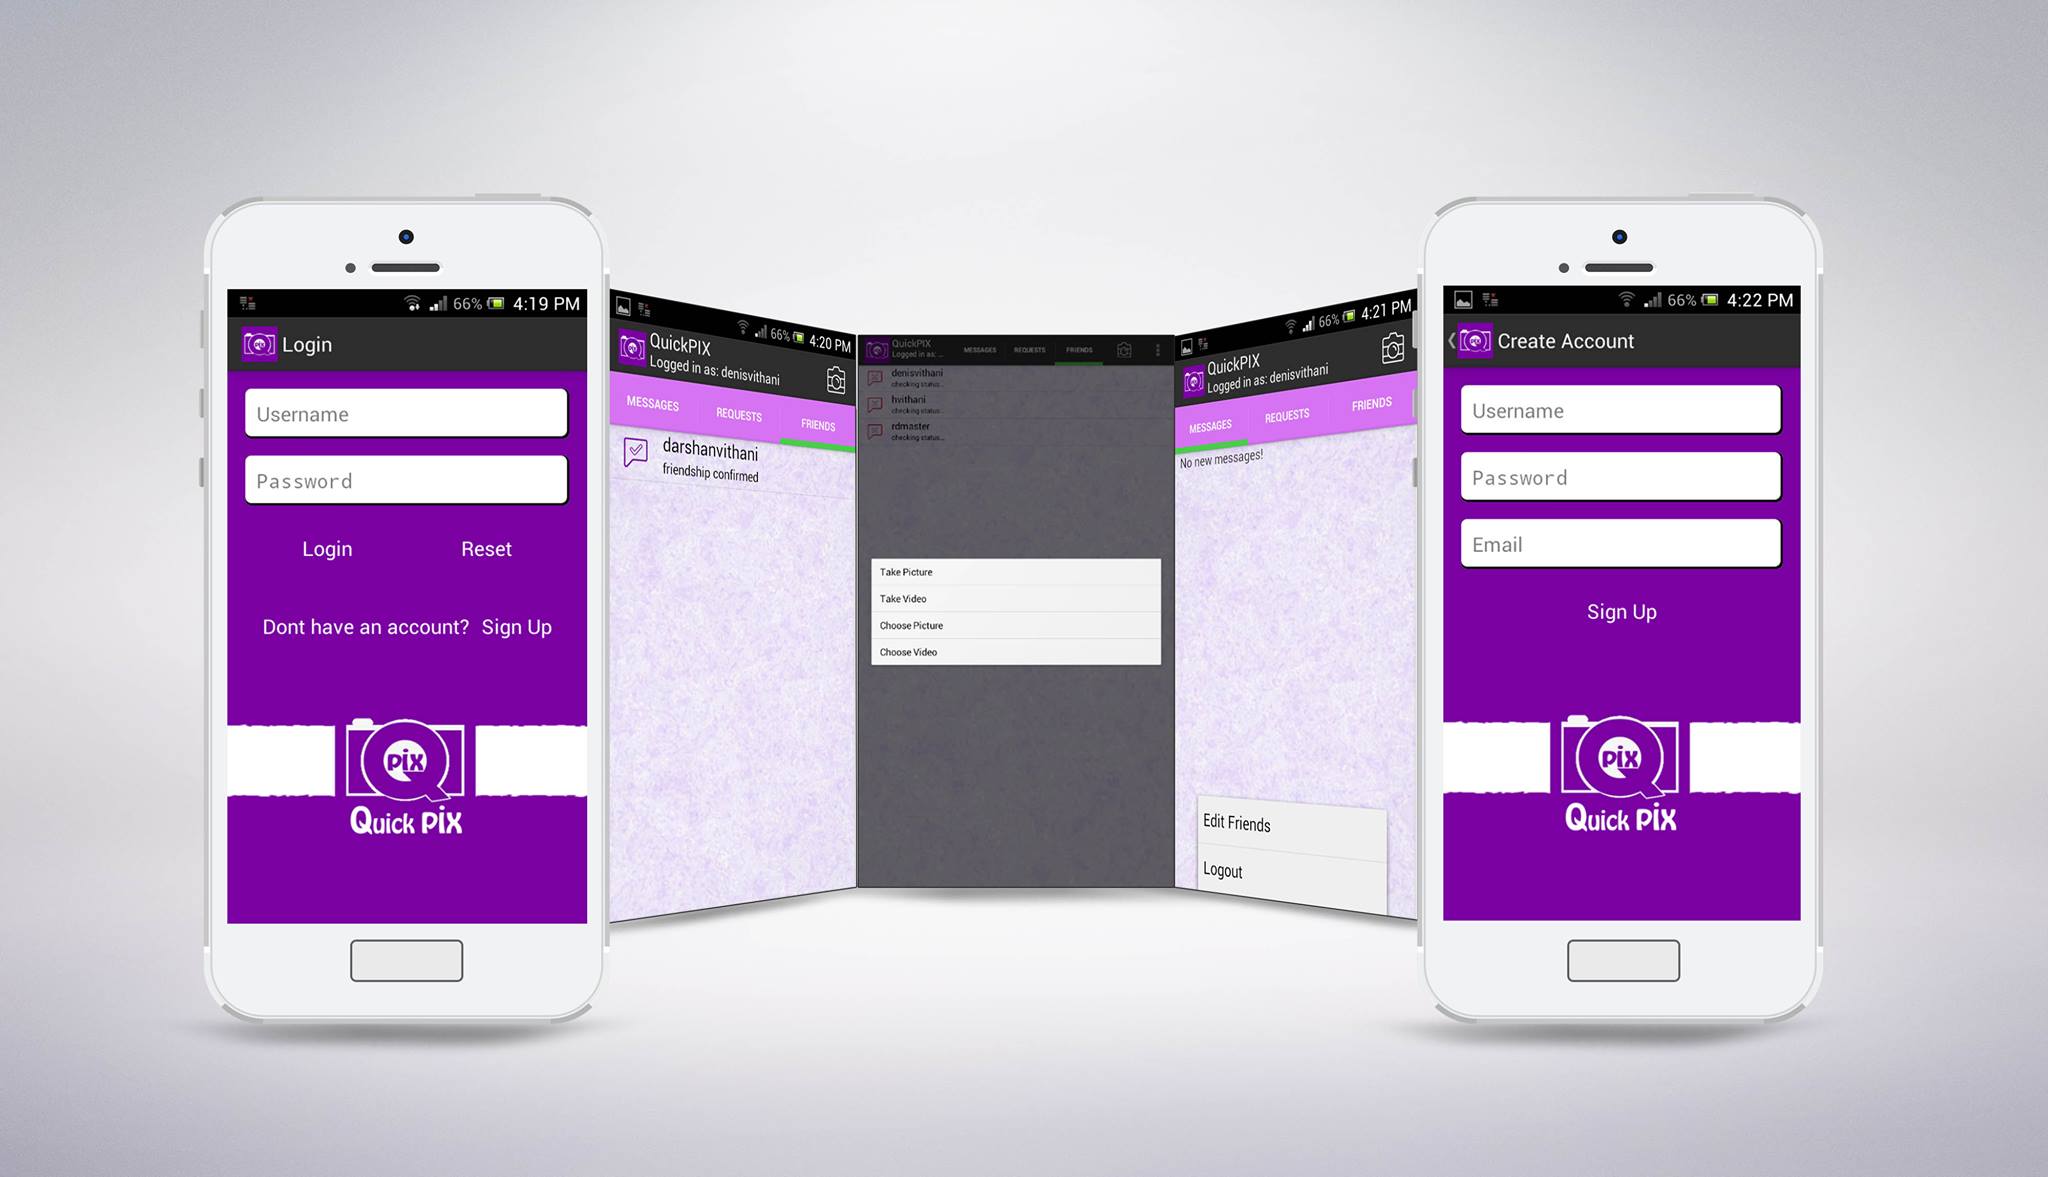 66% 4:19 PM
Login
Username
Password
Login Reset
Dont have an account? Sign Up
pix
Quick PIX
66% 4:20 PM
QuickPIX
Logged in as: denisvithani
MESSAGES REQUESTS FRIENDS
darshanvithani
friendship confirmed
QuickPIX
Logged in as: ...
MESSAGES REQUESTS FRIENDS
denisvithani
checking status...
hvithani
checking status...
rdmaster
checking status...
Take Picture
Take Video
Choose Picture
Choose Video
66% 4:21 PM
QuickPIX
Logged in as: denisvithani
MESSAGES REQUESTS FRIENDS
No new messages!
Edit Friends
Logout
66% 4:22 PM
Create Account
Username
Password
Email
Sign Up
pix
Quick PIX